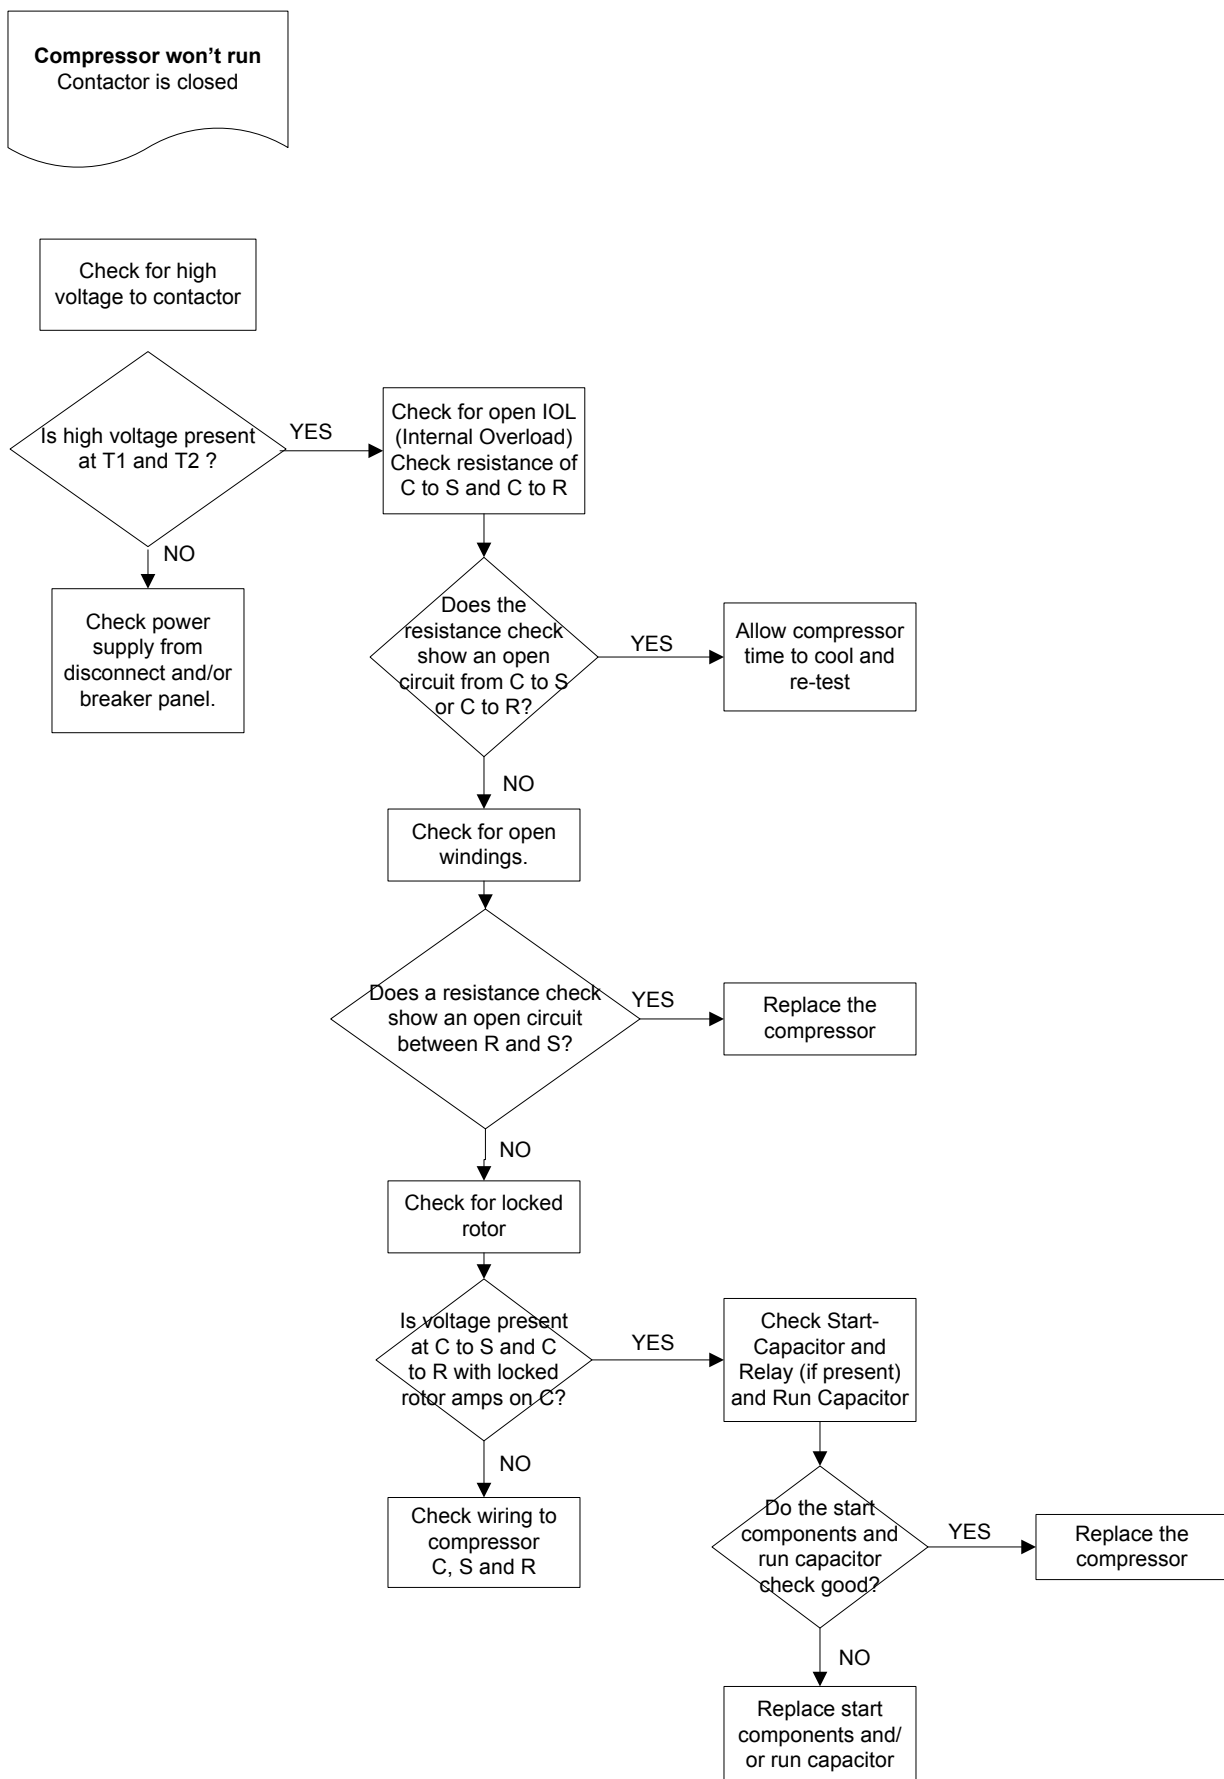 Compressor won't run
Contactor is closed
Check for high
voltage to contactor
Is high voltage present
at T1 and T2 ?
YES
Check for open IOL
(Internal Overload)
Check resistance of
C to S and C to R
NO
Check power
supply from
disconnect and/or
breaker panel.
Does the
resistance check
show an open
circuit from C to S
or C to R?
YES
Allow compressor
time to cool and
re-test
NO
Check for open
windings.
Does a resistance check
show an open circuit
between R and S?
YES
Replace the
compressor
NO
Check for locked
rotor
Is voltage present
at C to S and C
to R with locked
rotor amps on C?
YES
Check Start-
Capacitor and
Relay (if present)
and Run Capacitor
NO
Check wiring to
compressor
C, S and R
Do the start
components and
run capacitor
check good?
YES
Replace the
compressor
NO
Replace start
components and/
or run capacitor